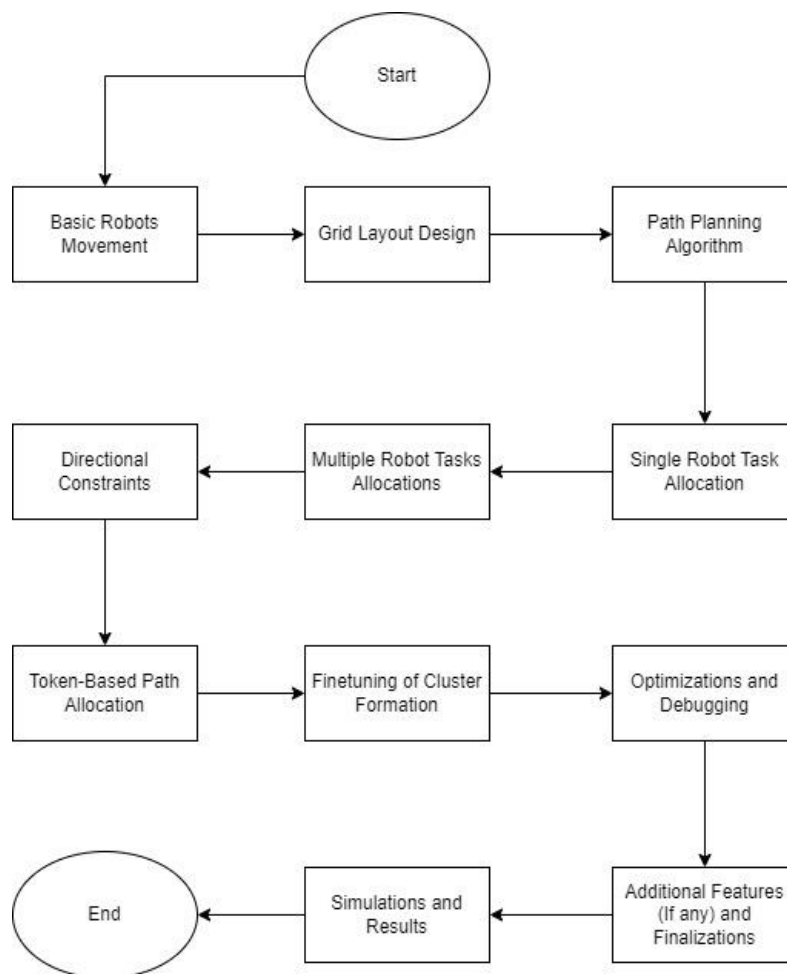 Start
Basic Robots
Movement
Grid Layout Design
Path Planning
Algorithm
Single Robot Task
Allocation
Multiple Robot Tasks
Allocations
Directional
Constraints
Token-Based Path
Allocation
Finetuning of Cluster
Formation
Optimizations and
Debugging
Additional Features
(If any) and
Finalizations
Simulations and
Results
End